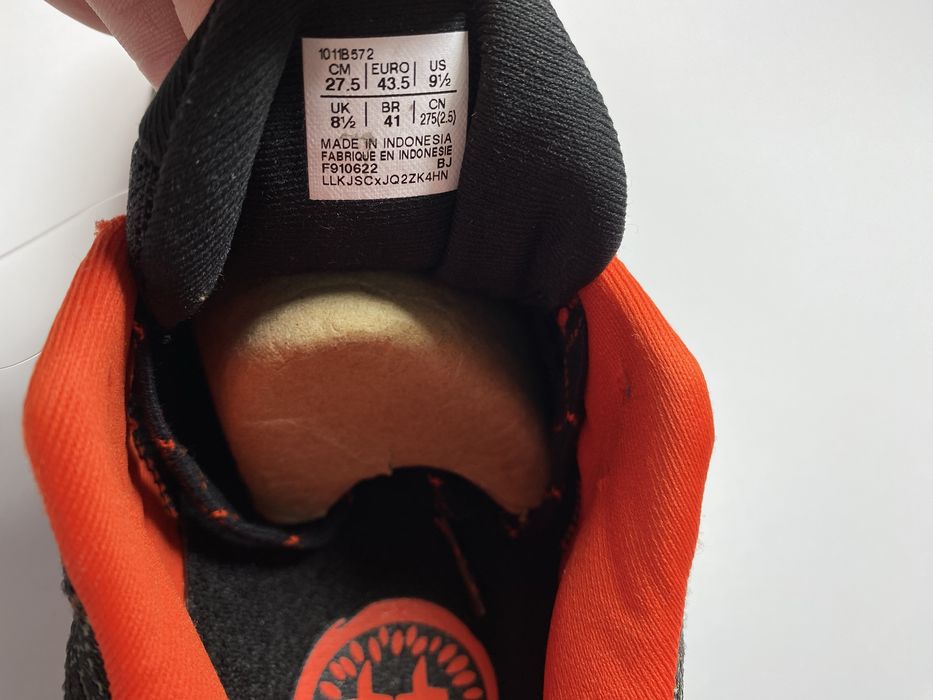 1011B572
CM EURO US
27.5 43.5 9½
UK BR CN
8½ 41 275(2.5)
MADE IN INDONESIA
FABRIQUE EN INDONESIE
F910622 BJ
LLKJSCxJQ2ZK4HN